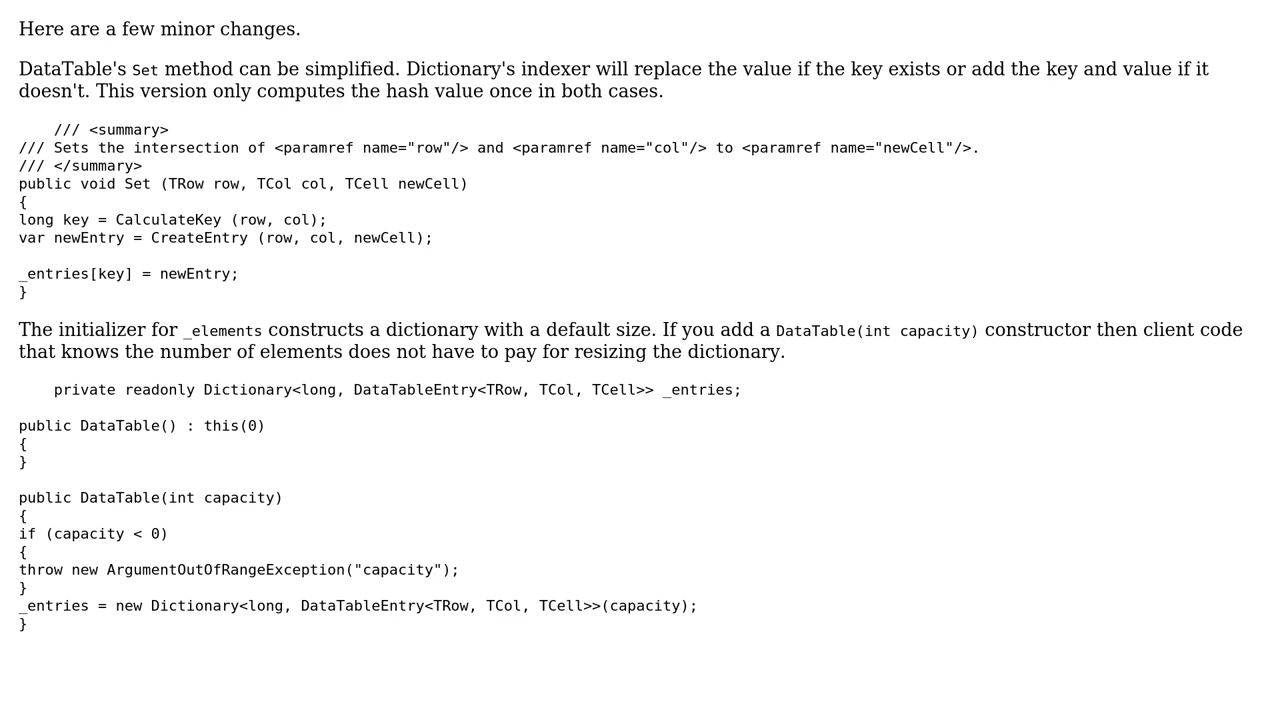 Here are a few minor changes.
DataTable's Set method can be simplified. Dictionary's indexer will replace the value if the key exists or add the key and value if it
doesn't. This version only computes the hash value once in both cases.
/// <summary>
/// Sets the intersection of <paramref name="row"/> and <paramref name="col"/> to <paramref name="newCell"/>.
/// </summary>
public void Set (TRow row, TCol col, TCell newCell)
{
long key = CalculateKey (row, col);
var newEntry = CreateEntry (row, col, newCell);
_entries[key] = newEntry;
}
The initializer for _elements constructs a dictionary with a default size. If you add a DataTable(int capacity) constructor then client code
that knows the number of elements does not have to pay for resizing the dictionary.
private readonly Dictionary<long, DataTableEntry<TRow, TCol, TCell>> _entries;
public DataTable() : this(0)
{
}
public DataTable(int capacity)
{
if (capacity < 0)
{
throw new ArgumentOutOfRangeException("capacity");
}
_entries = new Dictionary<long, DataTableEntry<TRow, TCol, TCell>>(capacity);
}